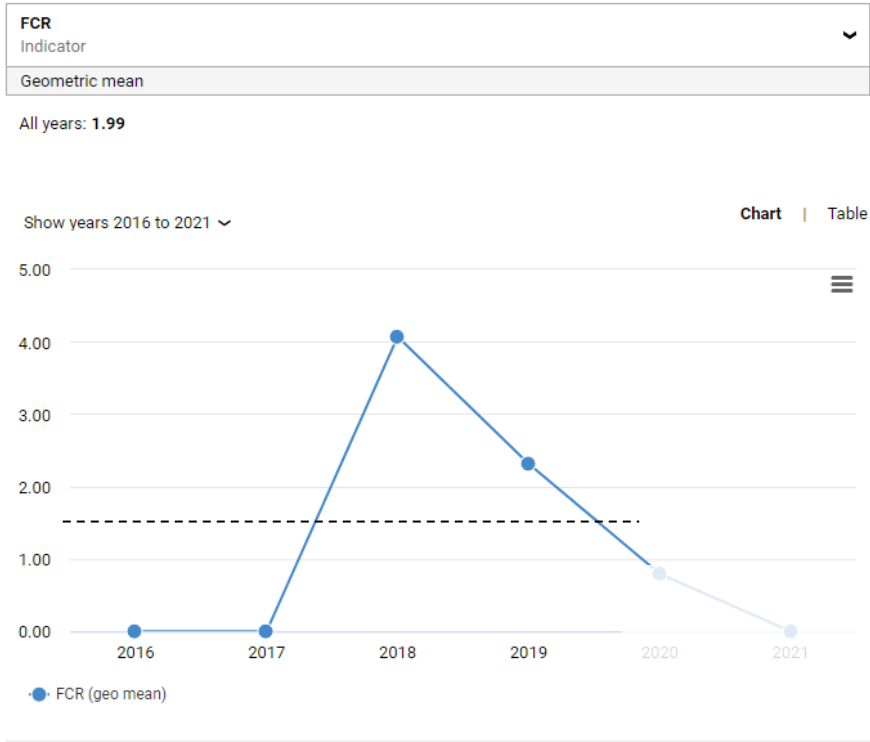 FCR
Indicator
Geometric mean
All years: 1.99
Show years 2016 to 2021
Chart | Table
5.00
4.00
3.00
2.00
1.00
0.00
2016 2017 2018 2019 2020 2021
FCR (geo mean)